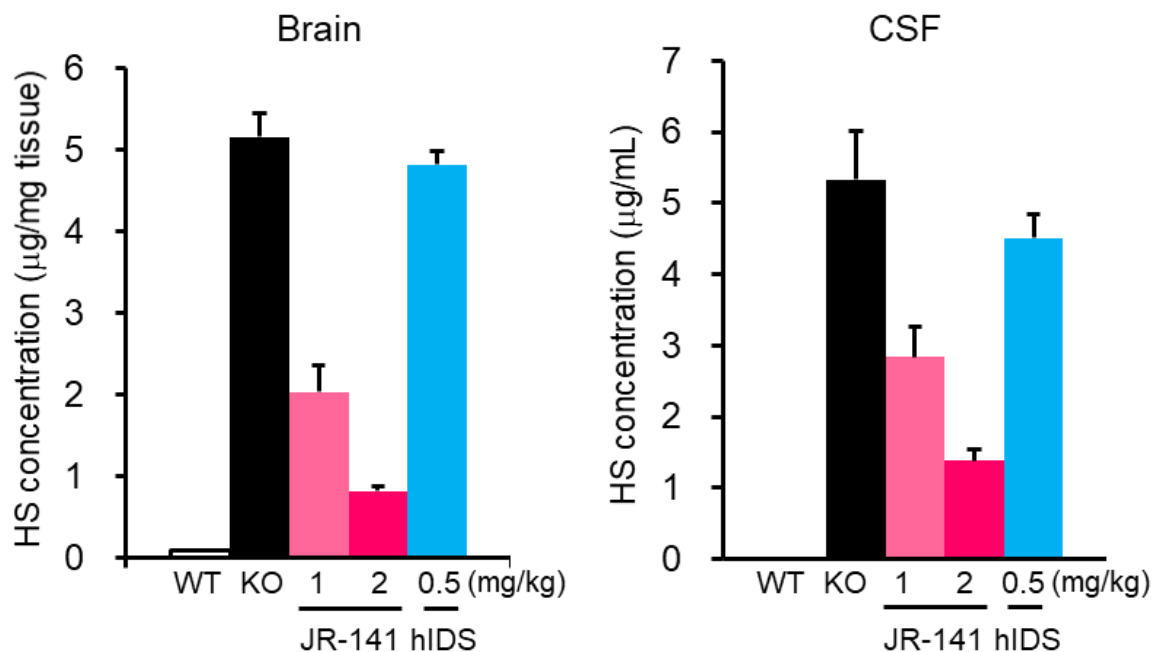 Brain
HS concentration (μg/mg tissue)
6
5
4
3
2
1
0
WT KO 1 2 0.5 (mg/kg)
JR-141 hIDS
CSF
HS concentration (μg/mL)
7
6
5
4
3
2
1
0
WT KO 1 2 0.5 (mg/kg)
JR-141 hIDS